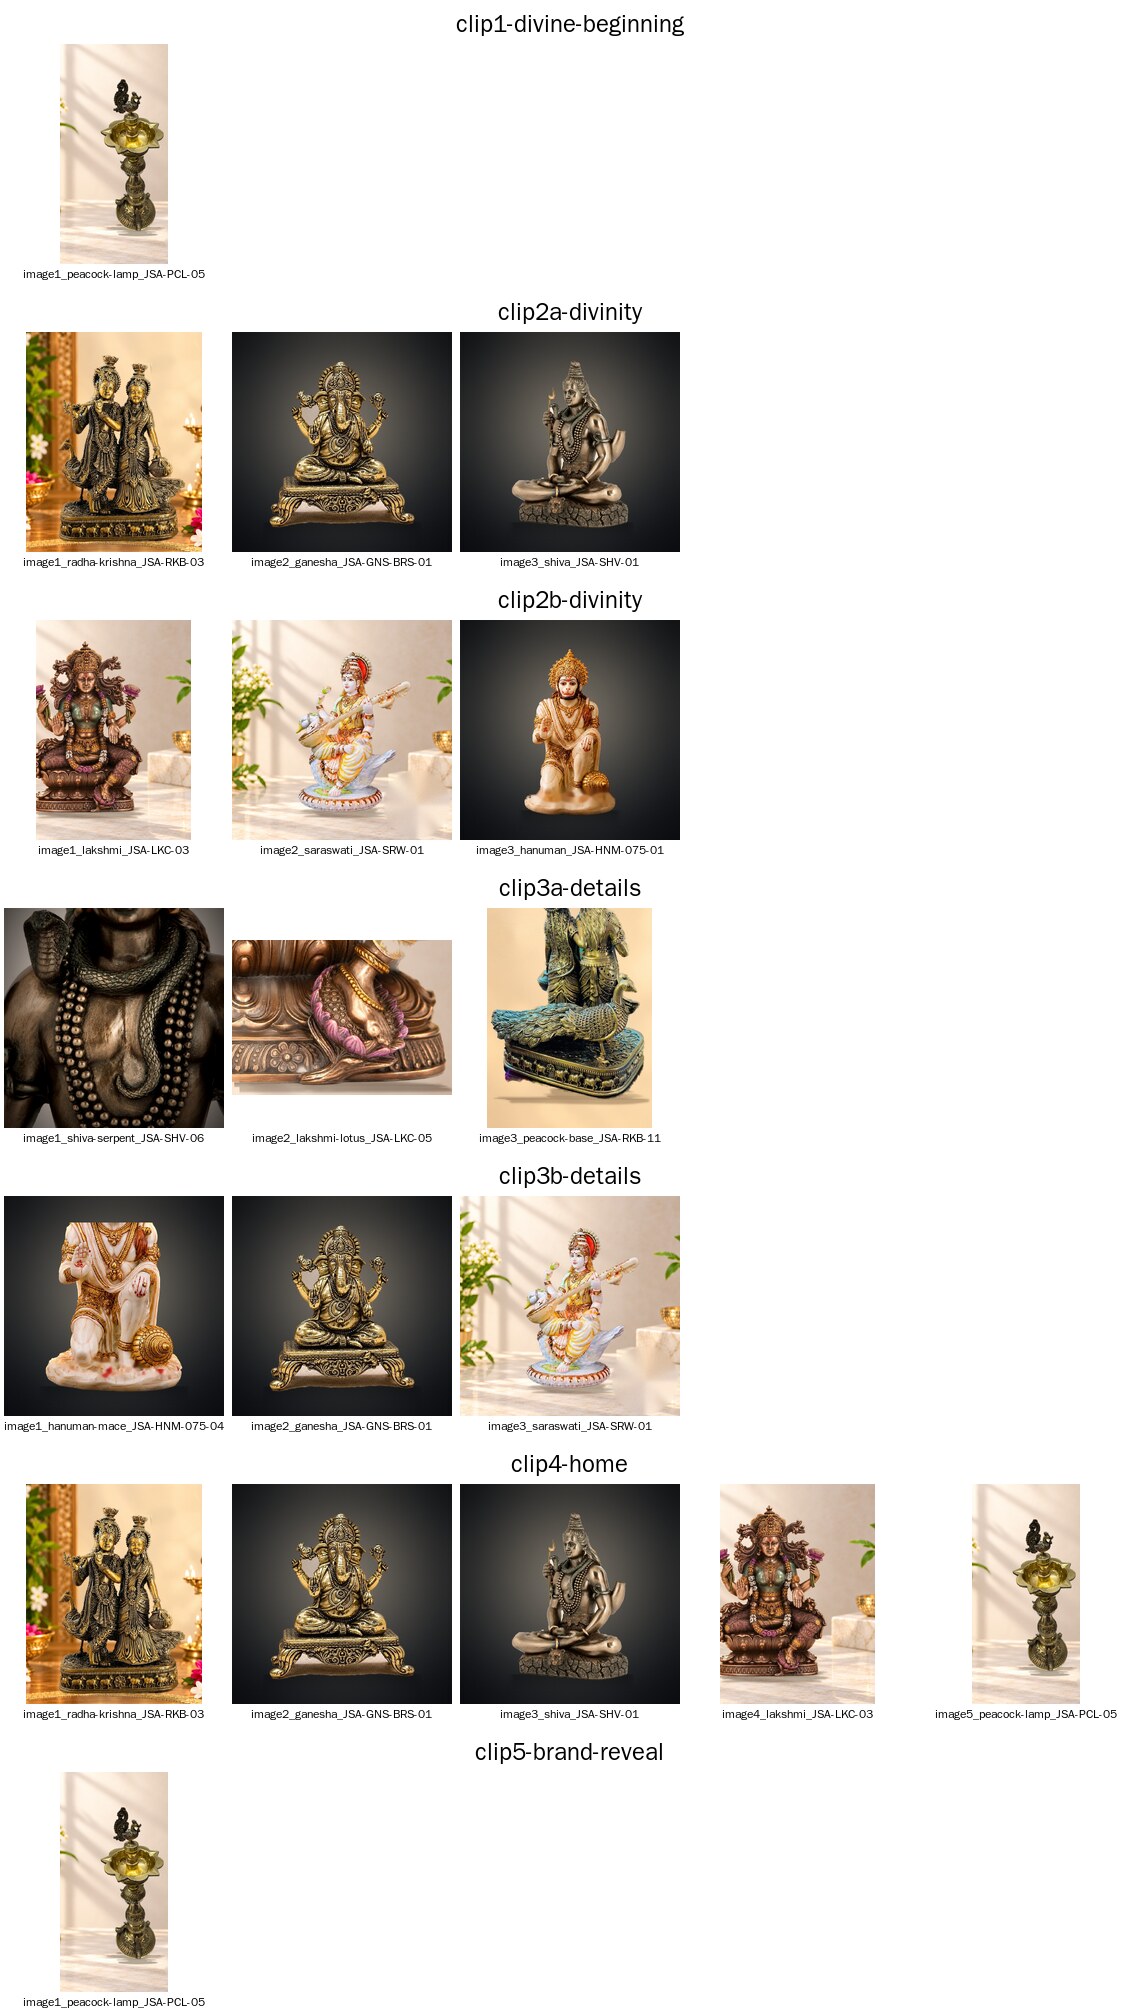 clip1-divine-beginning
image1_peacock-lamp_JSA-PCL-05
clip2a-divinity
image1_radha-krishna_JSA-RKB-03
image2_ganesha_JSA-GNS-BRS-01
image3_shiva_JSA-SHV-01
clip2b-divinity
image1_lakshmi_JSA-LKC-03
image2_saraswati_JSA-SRW-01
image3_hanuman_JSA-HNM-075-01
clip3a-details
image1_shiva-serpent_JSA-SHV-06
image2_lakshmi-lotus_JSA-LKC-05
image3_peacock-base_JSA-RKB-11
clip3b-details
image1_hanuman-mace_JSA-HNM-075-04
image2_ganesha_JSA-GNS-BRS-01
image3_saraswati_JSA-SRW-01
clip4-home
image1_radha-krishna_JSA-RKB-03
image2_ganesha_JSA-GNS-BRS-01
image3_shiva_JSA-SHV-01
image4_lakshmi_JSA-LKC-03
image5_peacock-lamp_JSA-PCL-05
clip5-brand-reveal
image1_peacock-lamp_JSA-PCL-05